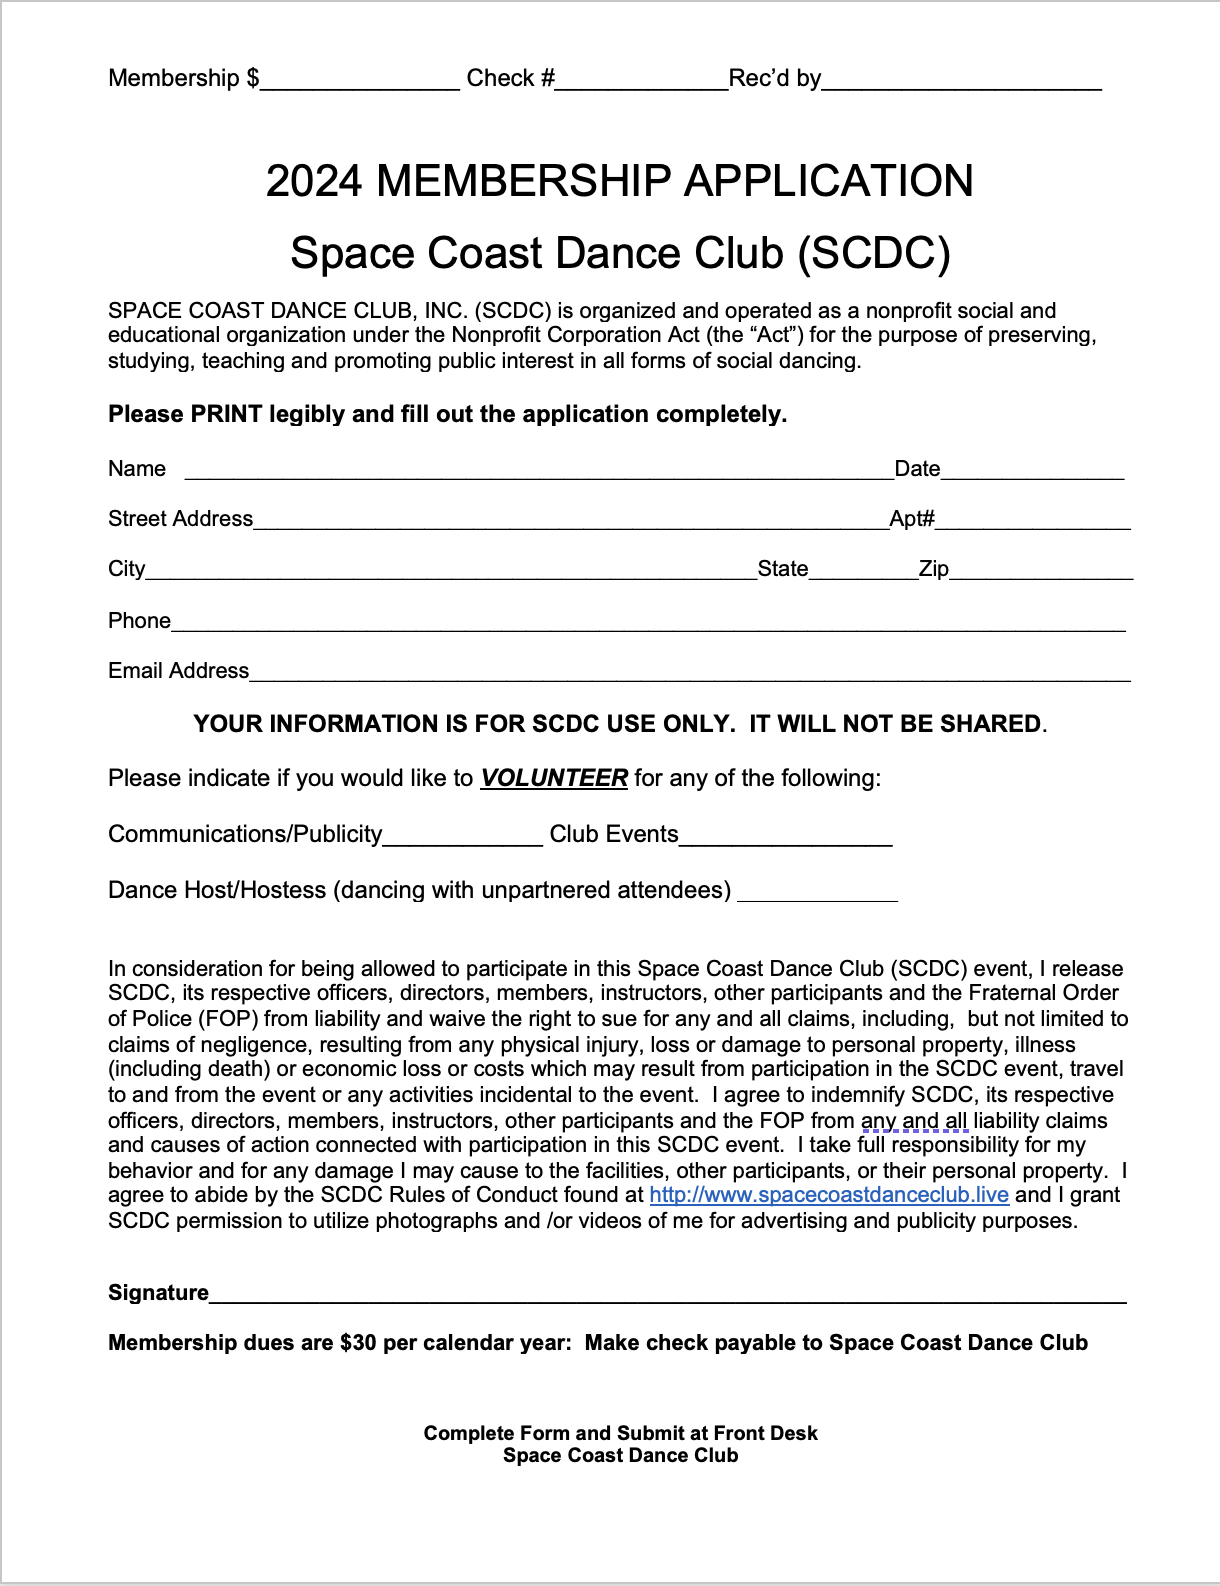 Membership $_______________ Check #_____________Rec’d by_____________________
2024 MEMBERSHIP APPLICATION
Space Coast Dance Club (SCDC)
SPACE COAST DANCE CLUB, INC. (SCDC) is organized and operated as a nonprofit social and
educational organization under the Nonprofit Corporation Act (the “Act”) for the purpose of preserving,
studying, teaching and promoting public interest in all forms of social dancing.
Please PRINT legibly and fill out the application completely.
Name __________________________________________________________Date_______________
Street Address____________________________________________________Apt#________________
City__________________________________________________State_________Zip_______________
Phone______________________________________________________________________________
Email Address________________________________________________________________________
YOUR INFORMATION IS FOR SCDC USE ONLY.  IT WILL NOT BE SHARED.
Please indicate if you would like to VOLUNTEER for any of the following:
Communications/Publicity____________ Club Events________________
Dance Host/Hostess (dancing with unpartnered attendees) ____________
In consideration for being allowed to participate in this Space Coast Dance Club (SCDC) event, I release
SCDC, its respective officers, directors, members, instructors, other participants and the Fraternal Order
of Police (FOP) from liability and waive the right to sue for any and all claims, including,  but not limited to
claims of negligence, resulting from any physical injury, loss or damage to personal property, illness
(including death) or economic loss or costs which may result from participation in the SCDC event, travel
to and from the event or any activities incidental to the event.  I agree to indemnify SCDC, its respective
officers, directors, members, instructors, other participants and the FOP from any and all liability claims
and causes of action connected with participation in this SCDC event.  I take full responsibility for my
behavior and for any damage I may cause to the facilities, other participants, or their personal property.  I
agree to abide by the SCDC Rules of Conduct found at http://www.spacecoastdanceclub.live and I grant
SCDC permission to utilize photographs and /or videos of me for advertising and publicity purposes.
Signature___________________________________________________________________________
Membership dues are $30 per calendar year:  Make check payable to Space Coast Dance Club
Complete Form and Submit at Front Desk
Space Coast Dance Club